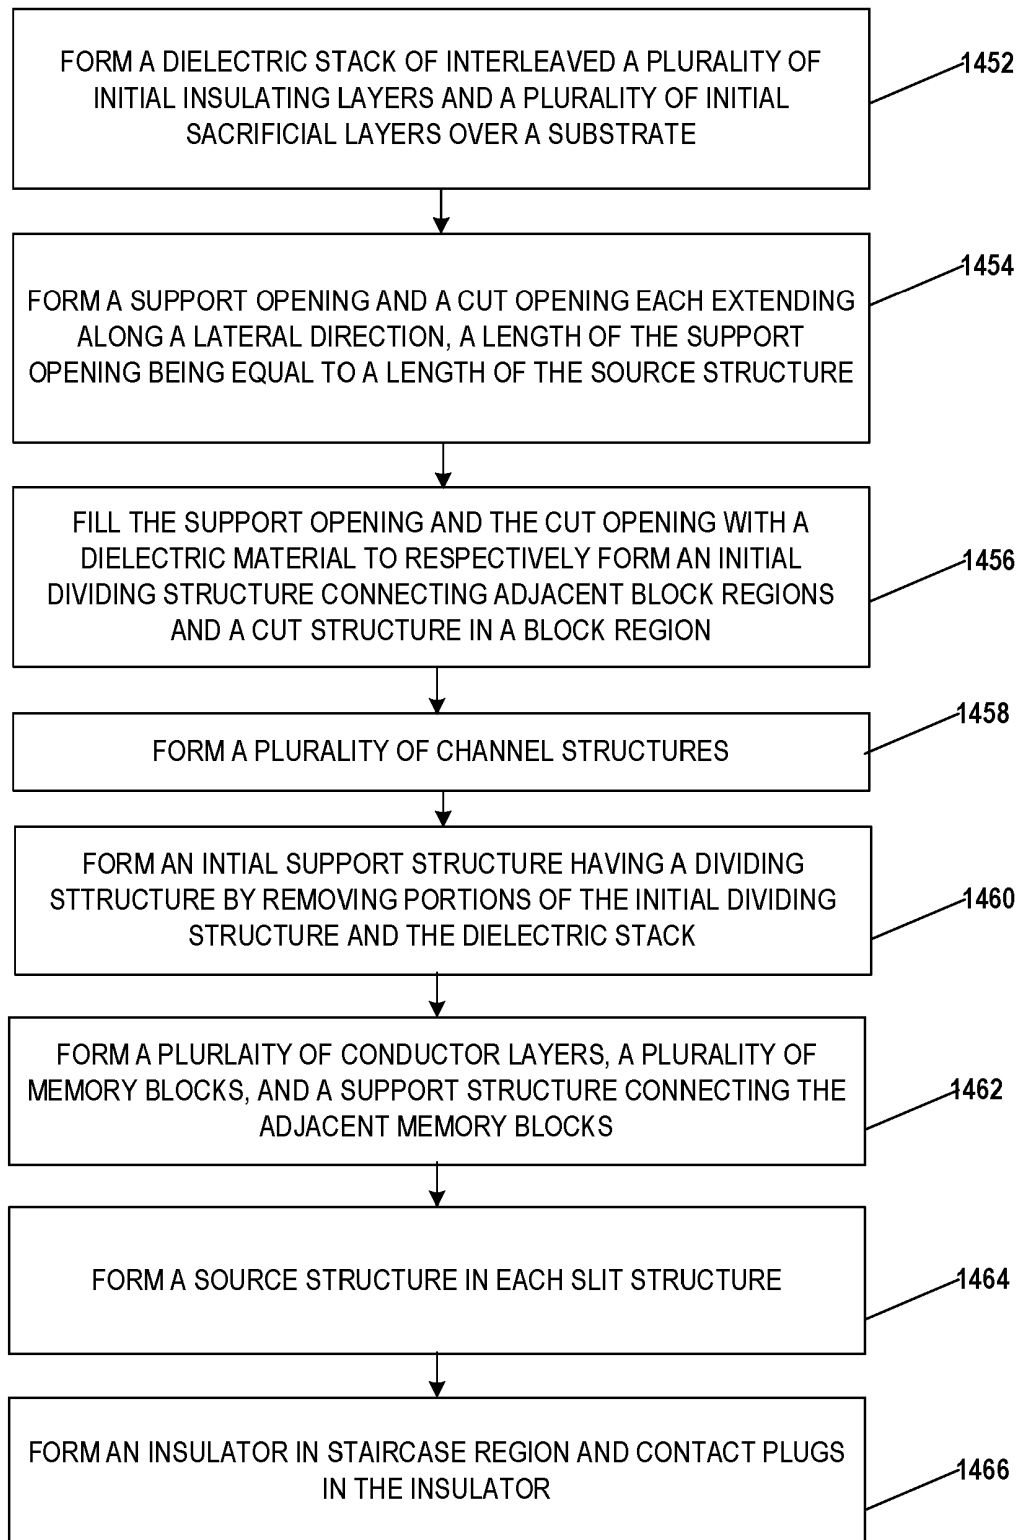 FORM A DIELECTRIC STACK OF INTERLEAVED A PLURALITY OF
INITIAL INSULATING LAYERS AND A PLURALITY OF INITIAL
SACRIFICIAL LAYERS OVER A SUBSTRATE
1452
FORM A SUPPORT OPENING AND A CUT OPENING EACH EXTENDING
ALONG A LATERAL DIRECTION, A LENGTH OF THE SUPPORT
OPENING BEING EQUAL TO A LENGTH OF THE SOURCE STRUCTURE
1454
FILL THE SUPPORT OPENING AND THE CUT OPENING WITH A
DIELECTRIC MATERIAL TO RESPECTIVELY FORM AN INITIAL
DIVIDING STRUCTURE CONNECTING ADJACENT BLOCK REGIONS
AND A CUT STRUCTURE IN A BLOCK REGION
1456
FORM A PLURALITY OF CHANNEL STRUCTURES
1458
FORM AN INTIAL SUPPORT STRUCTURE HAVING A DIVIDING
STTRUCTURE BY REMOVING PORTIONS OF THE INITIAL DIVIDING
STRUCTURE AND THE DIELECTRIC STACK
1460
FORM A PLURLAITY OF CONDUCTOR LAYERS, A PLURALITY OF
MEMORY BLOCKS, AND A SUPPORT STRUCTURE CONNECTING THE
ADJACENT MEMORY BLOCKS
1462
FORM A SOURCE STRUCTURE IN EACH SLIT STRUCTURE
1464
FORM AN INSULATOR IN STAIRCASE REGION AND CONTACT PLUGS
IN THE INSULATOR
1466